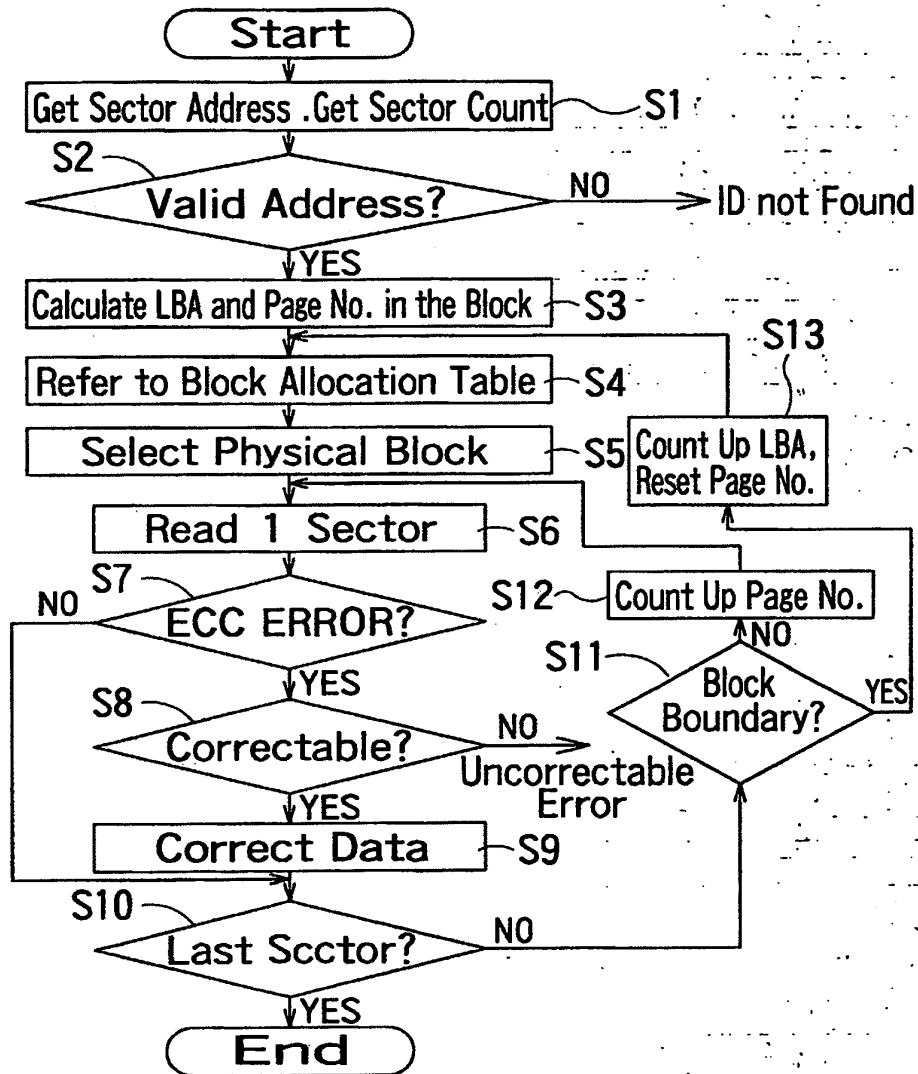 Start
Get Sector Address .Get Sector Count
S1
S2
Valid Address?
NO
ID not Found
YES
Calculate LBA and Page No. in the Block
S3
S13
Refer to Block Allocation Table
S4
Select Physical Block
S5
Count Up LBA,
Reset Page No.
Read 1 Sector
S6
S7
NO
ECC ERROR?
S12
Count Up Page No.
NO
S11
YES
Block
Boundary?
YES
S8
Correctable?
NO
Uncorrectable
Error
YES
Correct Data
S9
S10
Last Scctor?
NO
YES
End